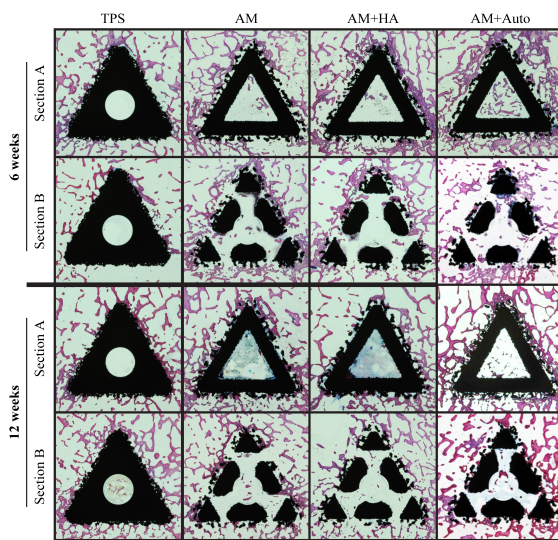 TPS AM AM+HA AM+Auto
6 weeks
Section A
Section B
12 weeks
Section A
Section B